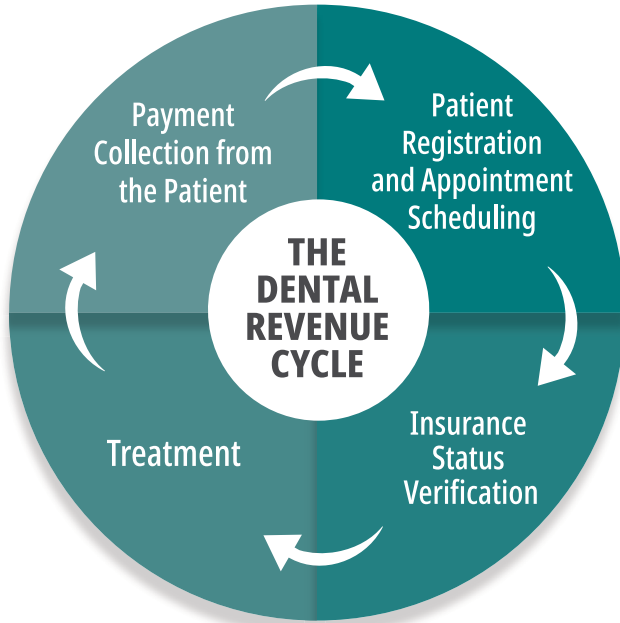 THE
DENTAL
REVENUE
CYCLE
Patient
Registration
and Appointment
Scheduling
Insurance
Status
Verification
Treatment
Payment
Collection from
the Patient